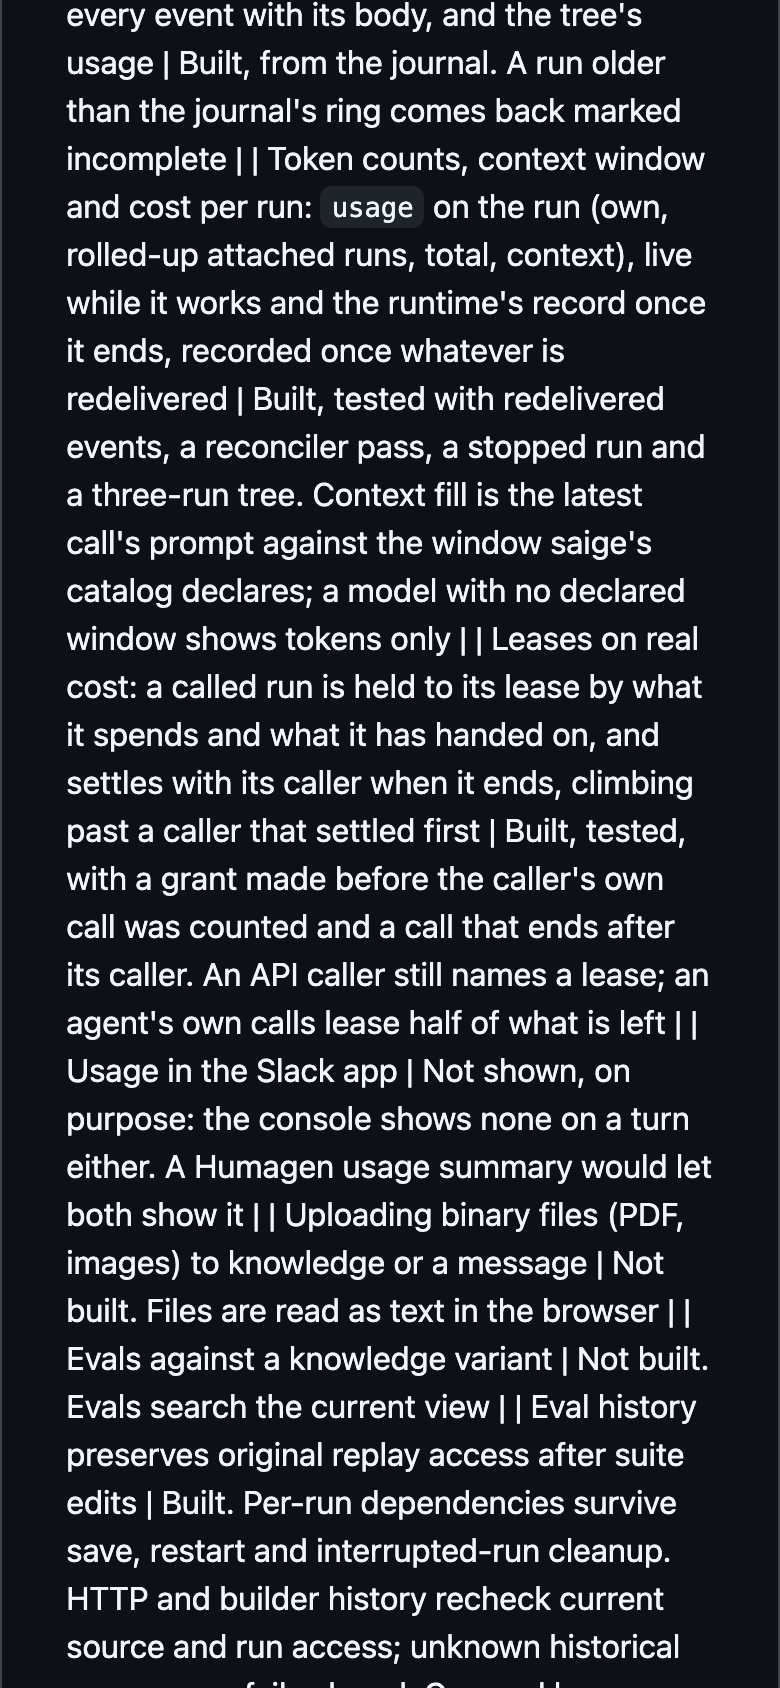 every event with its body, and the tree's
usage | Built, from the journal. A run older
than the journal's ring comes back marked
incomplete | | Token counts, context window
and cost per run: usage on the run (own,
rolled-up attached runs, total, context), live
while it works and the runtime's record once
it ends, recorded once whatever is
redelivered | Built, tested with redelivered
events, a reconciler pass, a stopped run and
a three-run tree. Context fill is the latest
call's prompt against the window saige's
catalog declares; a model with no declared
window shows tokens only | | Leases on real
cost: a called run is held to its lease by what
it spends and what it has handed on, and
settles with its caller when it ends, climbing
past a caller that settled first | Built, tested,
with a grant made before the caller's own
call was counted and a call that ends after
its caller. An API caller still names a lease; an
agent's own calls lease half of what is left | |
Usage in the Slack app | Not shown, on
purpose: the console shows none on a turn
either. A Humagen usage summary would let
both show it | | Uploading binary files (PDF,
images) to knowledge or a message | Not
built. Files are read as text in the browser | |
Evals against a knowledge variant | Not built.
Evals search the current view | | Eval history
preserves original replay access after suite
edits | Built. Per-run dependencies survive
save, restart and interrupted-run cleanup.
HTTP and builder history recheck current
source and run access; unknown historical